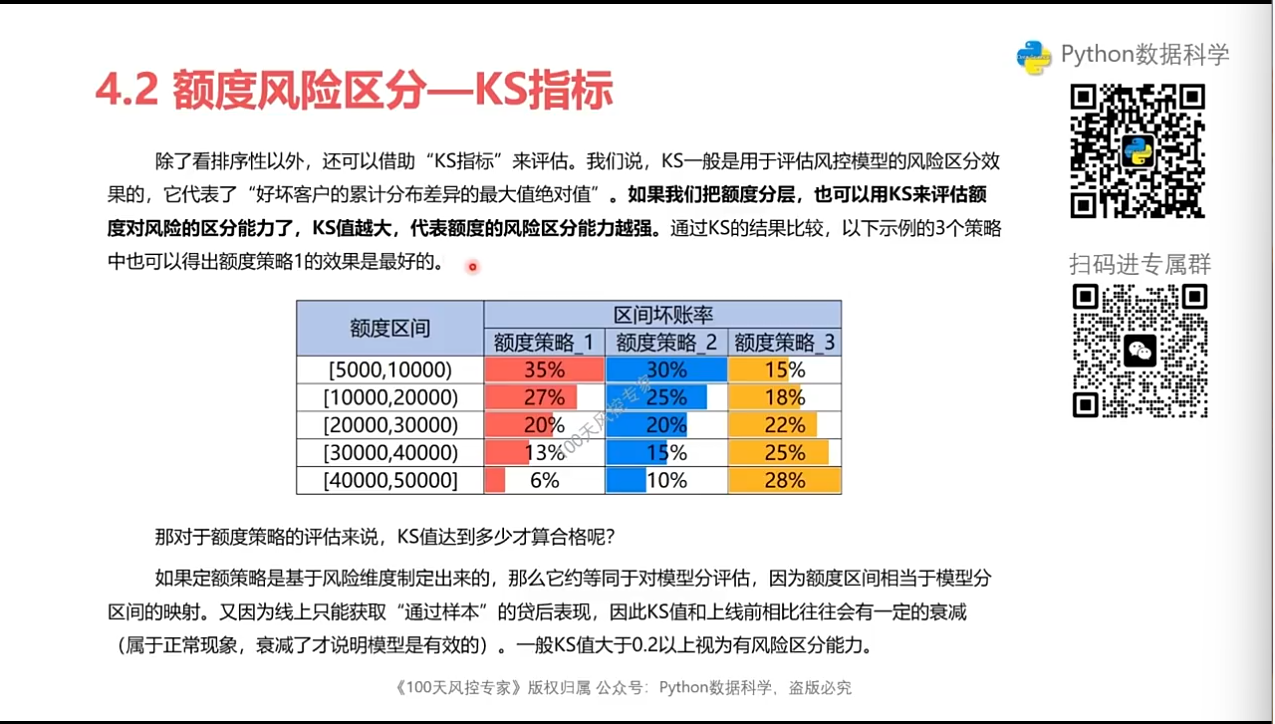 Python数据科学
4.2 额度风险区分—KS指标
扫码进专属群
除了看排序性以外，还可以借助“KS指标”来评估。我们说，KS一般是用于评估风控模型的风险区分效
果的，它代表了“好坏客户的累计分布差异的最大值绝对值”。如果我们把额度分层，也可以用KS来评估额
度对风险的区分能力了，KS值越大，代表额度的风险区分能力越强。通过KS的结果比较，以下示例的3个策略
中也可以得出额度策略1的效果是最好的。
额度区间 区间坏账率
额度策略_1 额度策略_2 额度策略_3
[5000,10000) 35% 30% 15%
[10000,20000) 27% 25% 18%
[20000,30000) 20% 20% 22%
[30000,40000) 13% 15% 25%
[40000,50000] 6% 10% 28%
100天风控专家
那对于额度策略的评估来说，KS值达到多少才算合格呢？
如果定额策略是基于风险维度制定出来的，那么它约等同于对模型分评估，因为额度区间相当于模型分
区间的映射。又因为线上只能获取“通过样本”的贷后表现，因此KS值和上线前相比往往会有一定的衰减
（属于正常现象，衰减了才说明模型是有效的）。一般KS值大于0.2以上视为有风险区分能力。
《100天风控专家》版权归属 公众号：Python数据科学，盗版必究